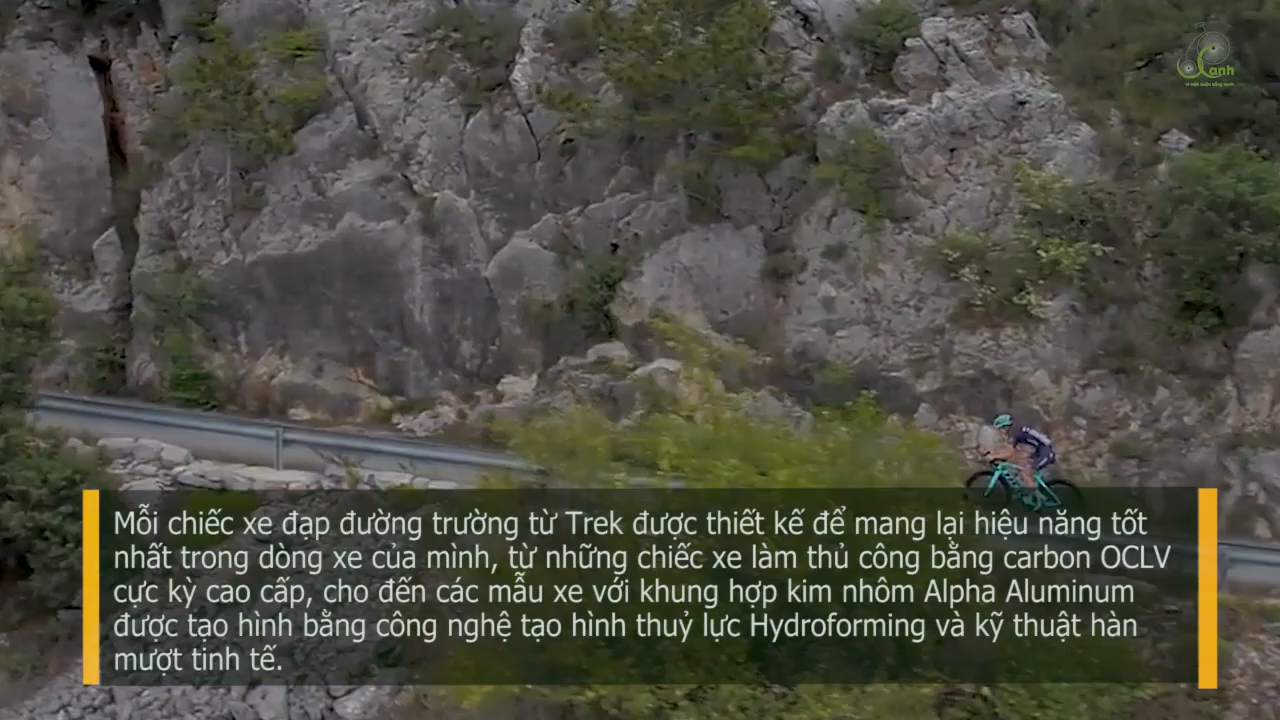 anh
Mỗi chiếc xe đạp đường trường từ Trek được thiết kế để mang lại hiệu năng tốt
nhất trong dòng xe của mình, từ những chiếc xe làm thủ công bằng carbon OCLV
cực kỳ cao cấp, cho đến các mẫu xe với khung hợp kim nhôm Alpha Aluminum
được tạo hình bằng công nghệ tạo hình thuỷ lực Hydroforming và kỹ thuật hàn
mượt tinh tế.